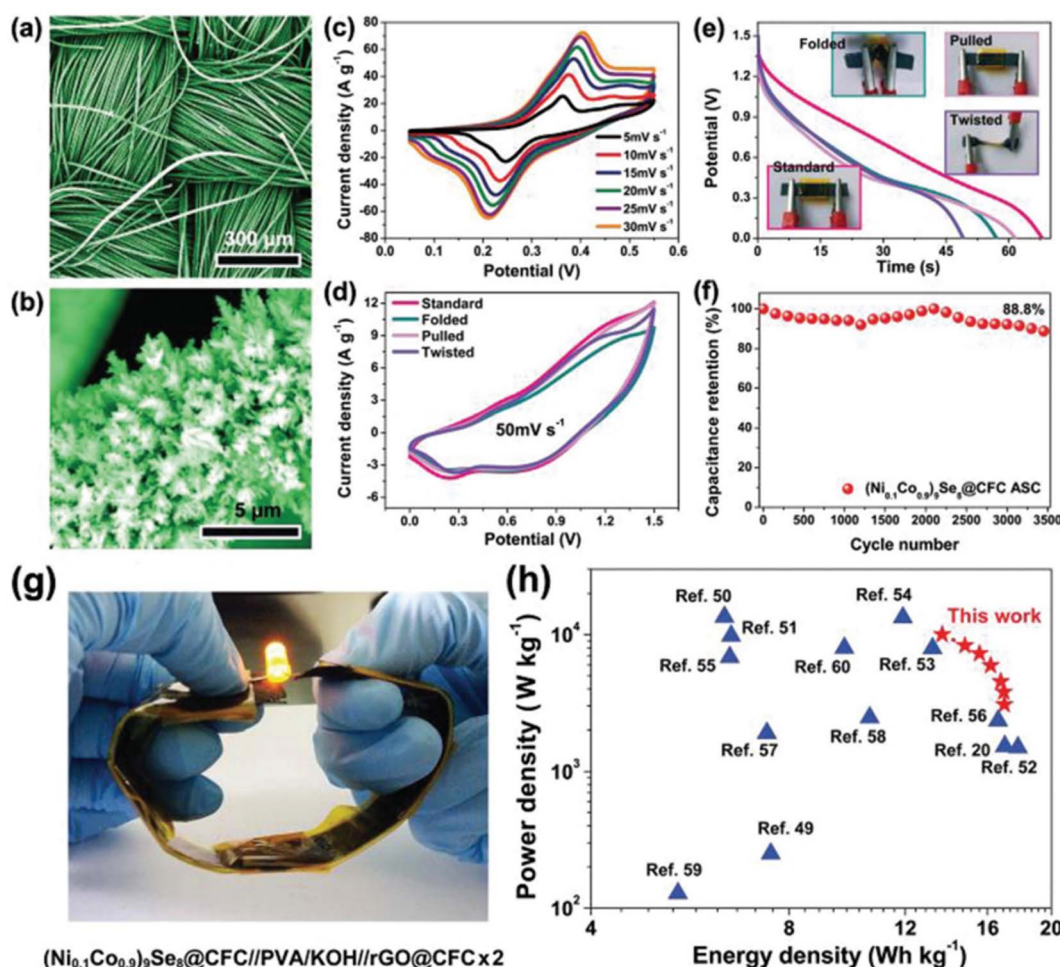 (a)
300 μm
(b)
5 μm
(c)
Current density (A g⁻¹)
80
60
40
20
0
-20
-40
-60
-80
5mV s⁻¹
10mV s⁻¹
15mV s⁻¹
20mV s⁻¹
25mV s⁻¹
30mV s⁻¹
0.0 0.1 0.2 0.3 0.4 0.5 0.6
Potential (V)
(d)
Current density (A g⁻¹)
12
9
6
3
0
-3
-6
Standard
Folded
Pulled
Twisted
50mV s⁻¹
0.0 0.3 0.6 0.9 1.2 1.5
Potential (V)
(e)
Potential (V)
1.5
1.2
0.9
0.6
0.3
0.0
Folded
Pulled
Twisted
Standard
0 15 30 45 60
Time (s)
(f)
Capacitance retention (%)
100
80
60
40
20
0
88.8%
(Ni₀.₁Co₀.₉)₉Se₈@CFC ASC
0 500 1000 1500 2000 2500 3000 3500
Cycle number
(g)
(Ni₀.₁Co₀.₉)₉Se₈@CFC//PVA/KOH//rGO@CFC x 2
(h)
Power density (W kg⁻¹)
10⁴
10³
10²
Ref. 50
Ref. 54
Ref. 51
This work
Ref. 55
Ref. 60
Ref. 53
Ref. 56
Ref. 57
Ref. 58
Ref. 20
Ref. 52
Ref. 49
Ref. 59
4 8 12 16 20
Energy density (Wh kg⁻¹)